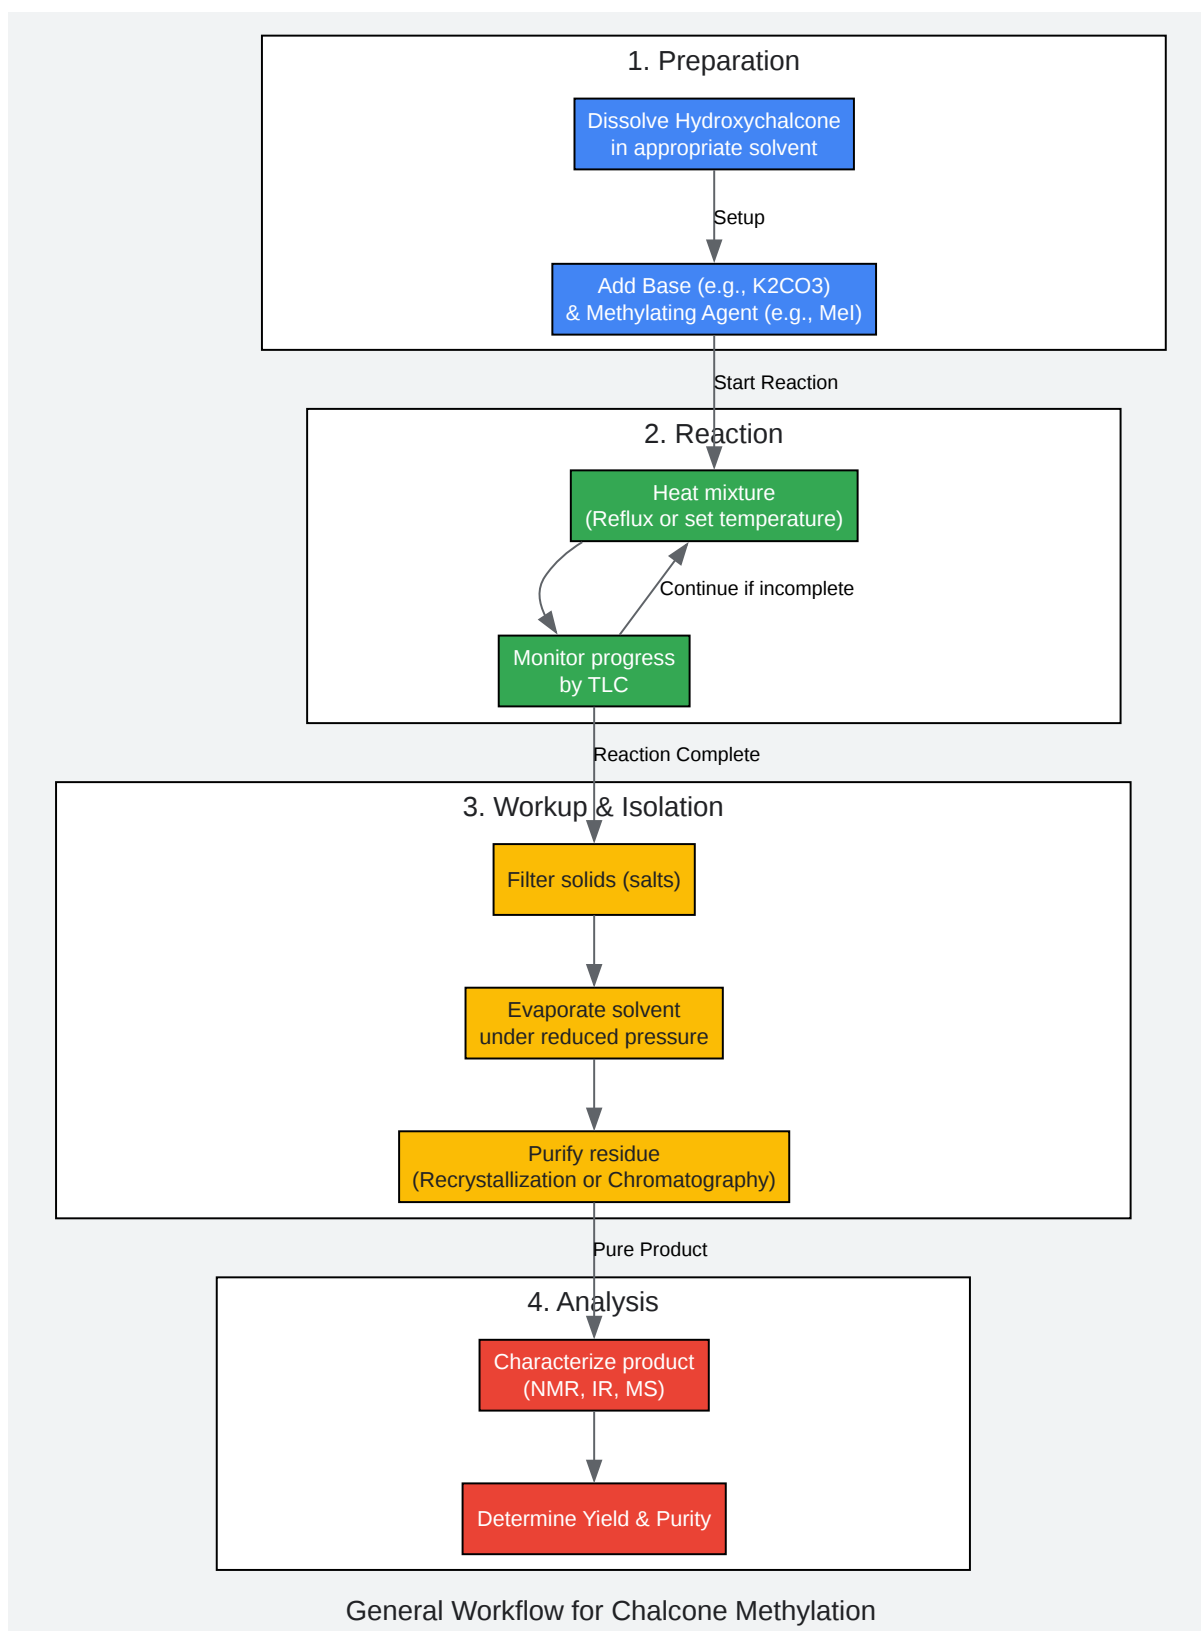 1. Preparation
Dissolve Hydroxychalcone
in appropriate solvent
Setup
Add Base (e.g., K2CO3)
& Methylating Agent (e.g., MeI)
Start Reaction
2. Reaction
Heat mixture
(Reflux or set temperature)
Continue if incomplete
Monitor progress
by TLC
Reaction Complete
3. Workup & Isolation
Filter solids (salts)
Evaporate solvent
under reduced pressure
Purify residue
(Recrystallization or Chromatography)
Pure Product
4. Analysis
Characterize product
(NMR, IR, MS)
Determine Yield & Purity
General Workflow for Chalcone Methylation